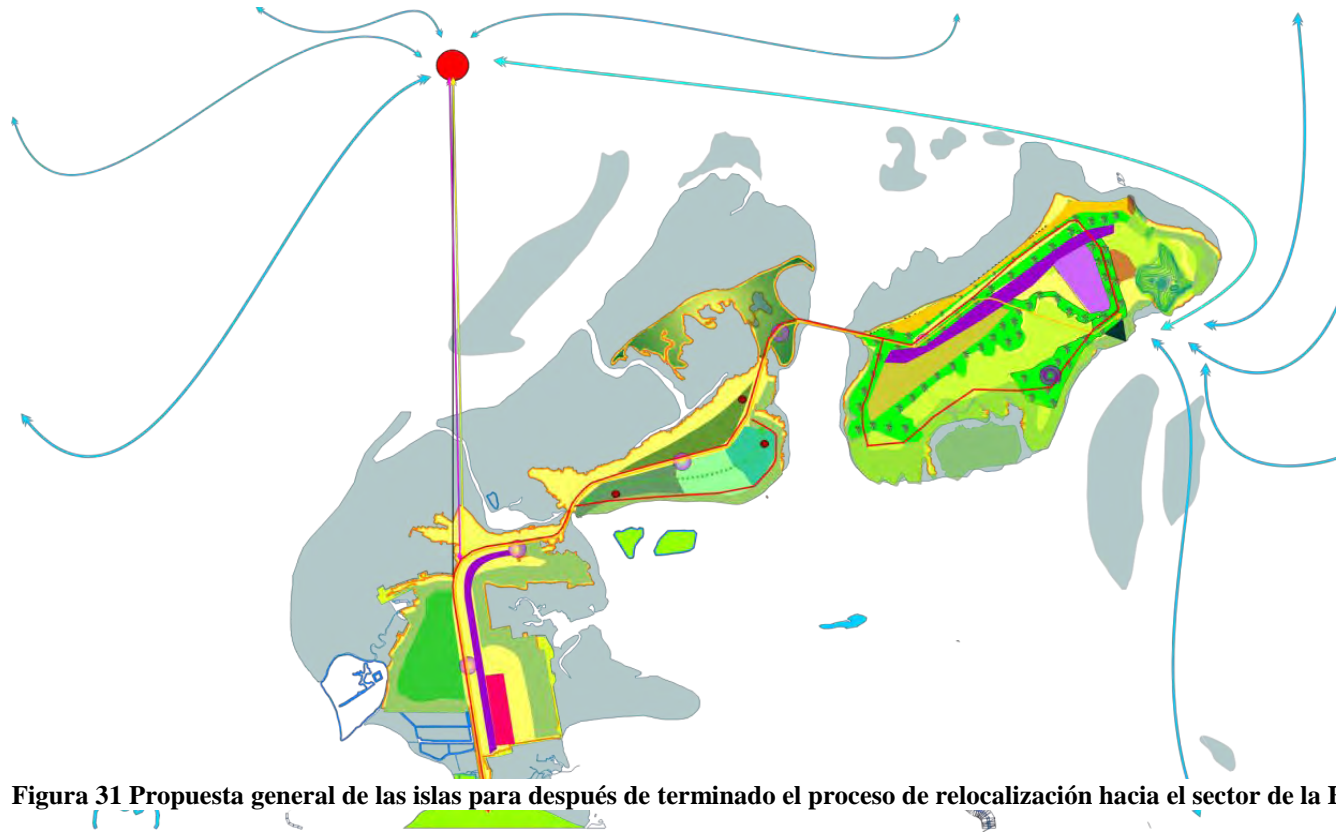 Figura 31 Propuesta general de las islas para después de terminado el proceso de relocalización hacia el sector de la